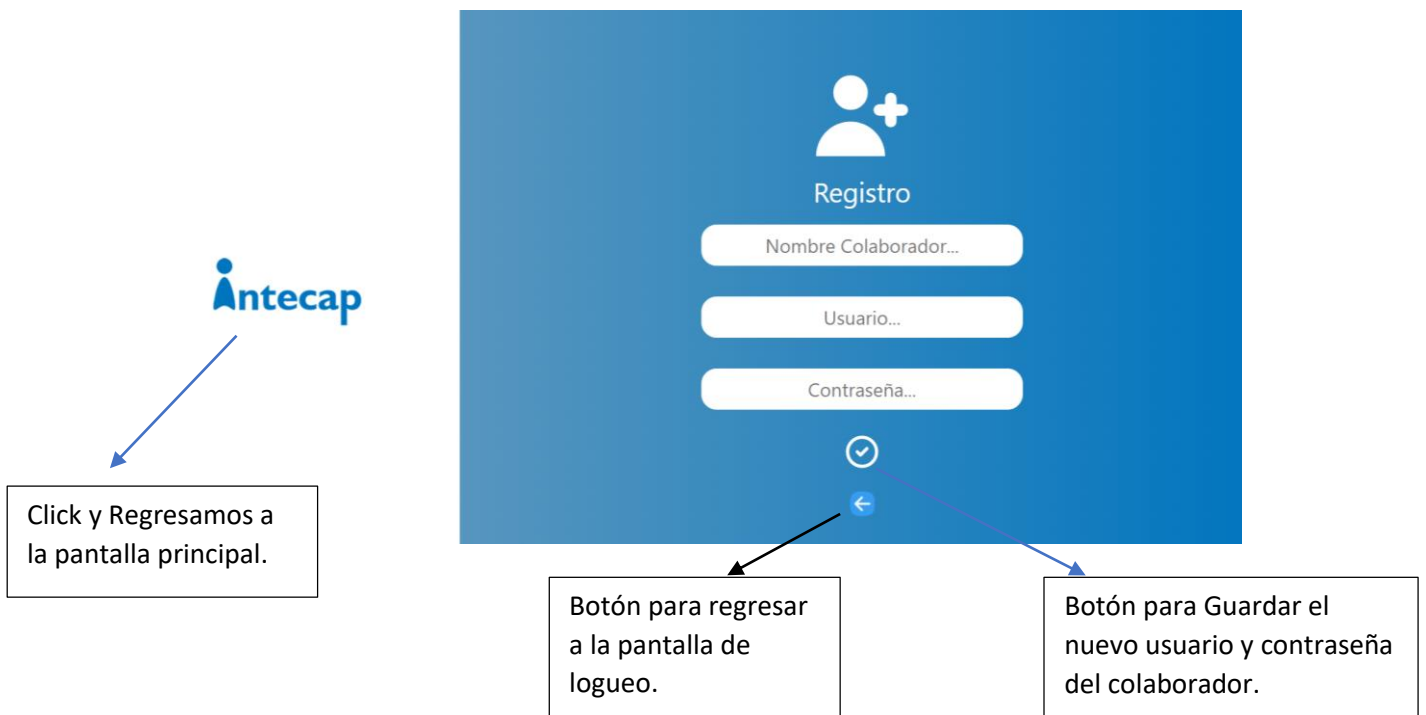 Registro
Nombre Colaborador...
Usuario...
Contraseña...
intecap
Click y Regresamos a
la pantalla principal.
Botón para regresar
a la pantalla de
logueo.
Botón para Guardar el
nuevo usuario y contraseña
del colaborador.